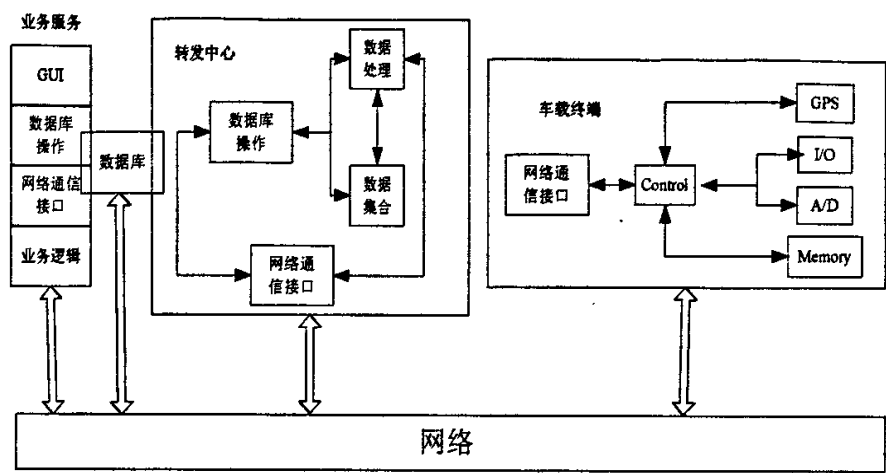 业务服务
GUI
数据库
操作
网络通信
接口
业务逻辑
数据库
转发中心
数据
处理
数据库
操作
数据
集合
网络通
信接口
车载终端
GPS
I/O
网络通
信接口
Control
A/D
Memory
网络